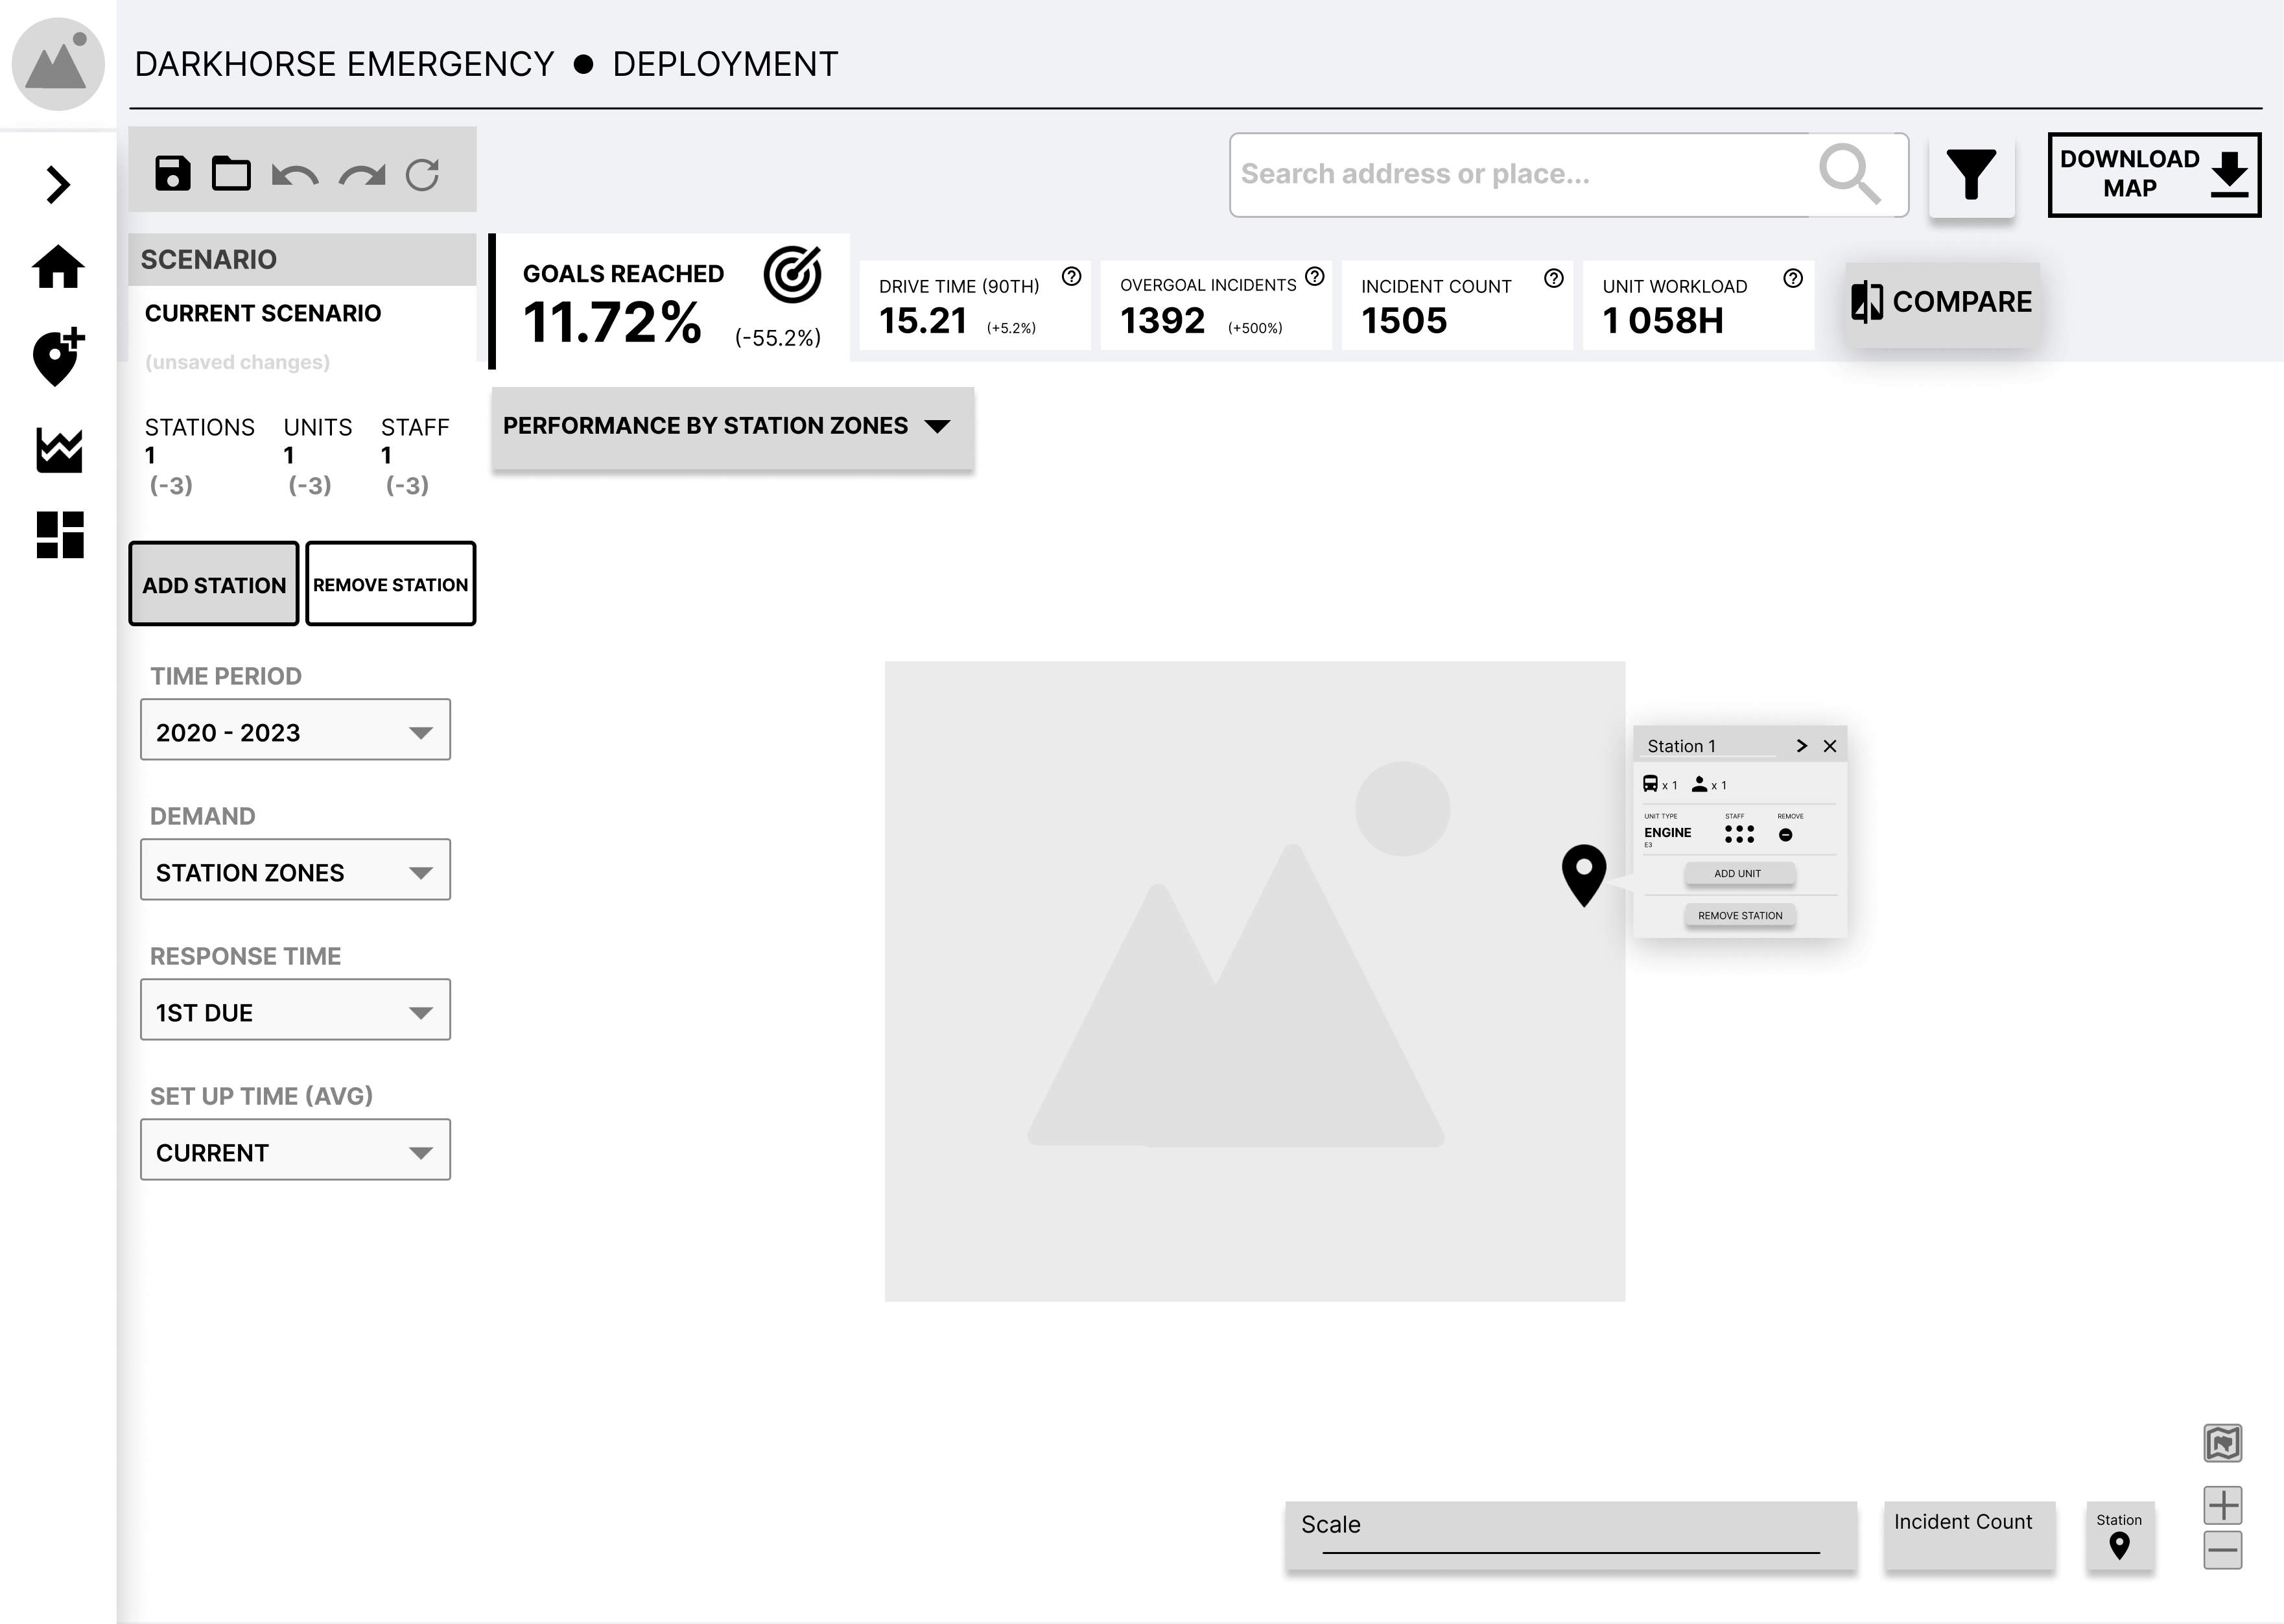 DARKHORSE EMERGENCY ● DEPLOYMENT
Search address or place...
DOWNLOAD
MAP
SCENARIO
CURRENT SCENARIO
(unsaved changes)
GOALS REACHED
11.72% (-55.2%)
DRIVE TIME (90TH)
15.21 (+5.2%)
OVERGOAL INCIDENTS
1392 (+500%)
INCIDENT COUNT
1505
UNIT WORKLOAD
1 058H
COMPARE
STATIONS UNITS STAFF
1 1 1
(-3) (-3) (-3)
PERFORMANCE BY STATION ZONES
ADD STATION
REMOVE STATION
TIME PERIOD
2020 - 2023
DEMAND
STATION ZONES
RESPONSE TIME
1ST DUE
SET UP TIME (AVG)
CURRENT
Station 1
x 1 x 1
UNIT TYPE STAFF REMOVE
ENGINE
E3
ADD UNIT
REMOVE STATION
Scale
Incident Count
Station